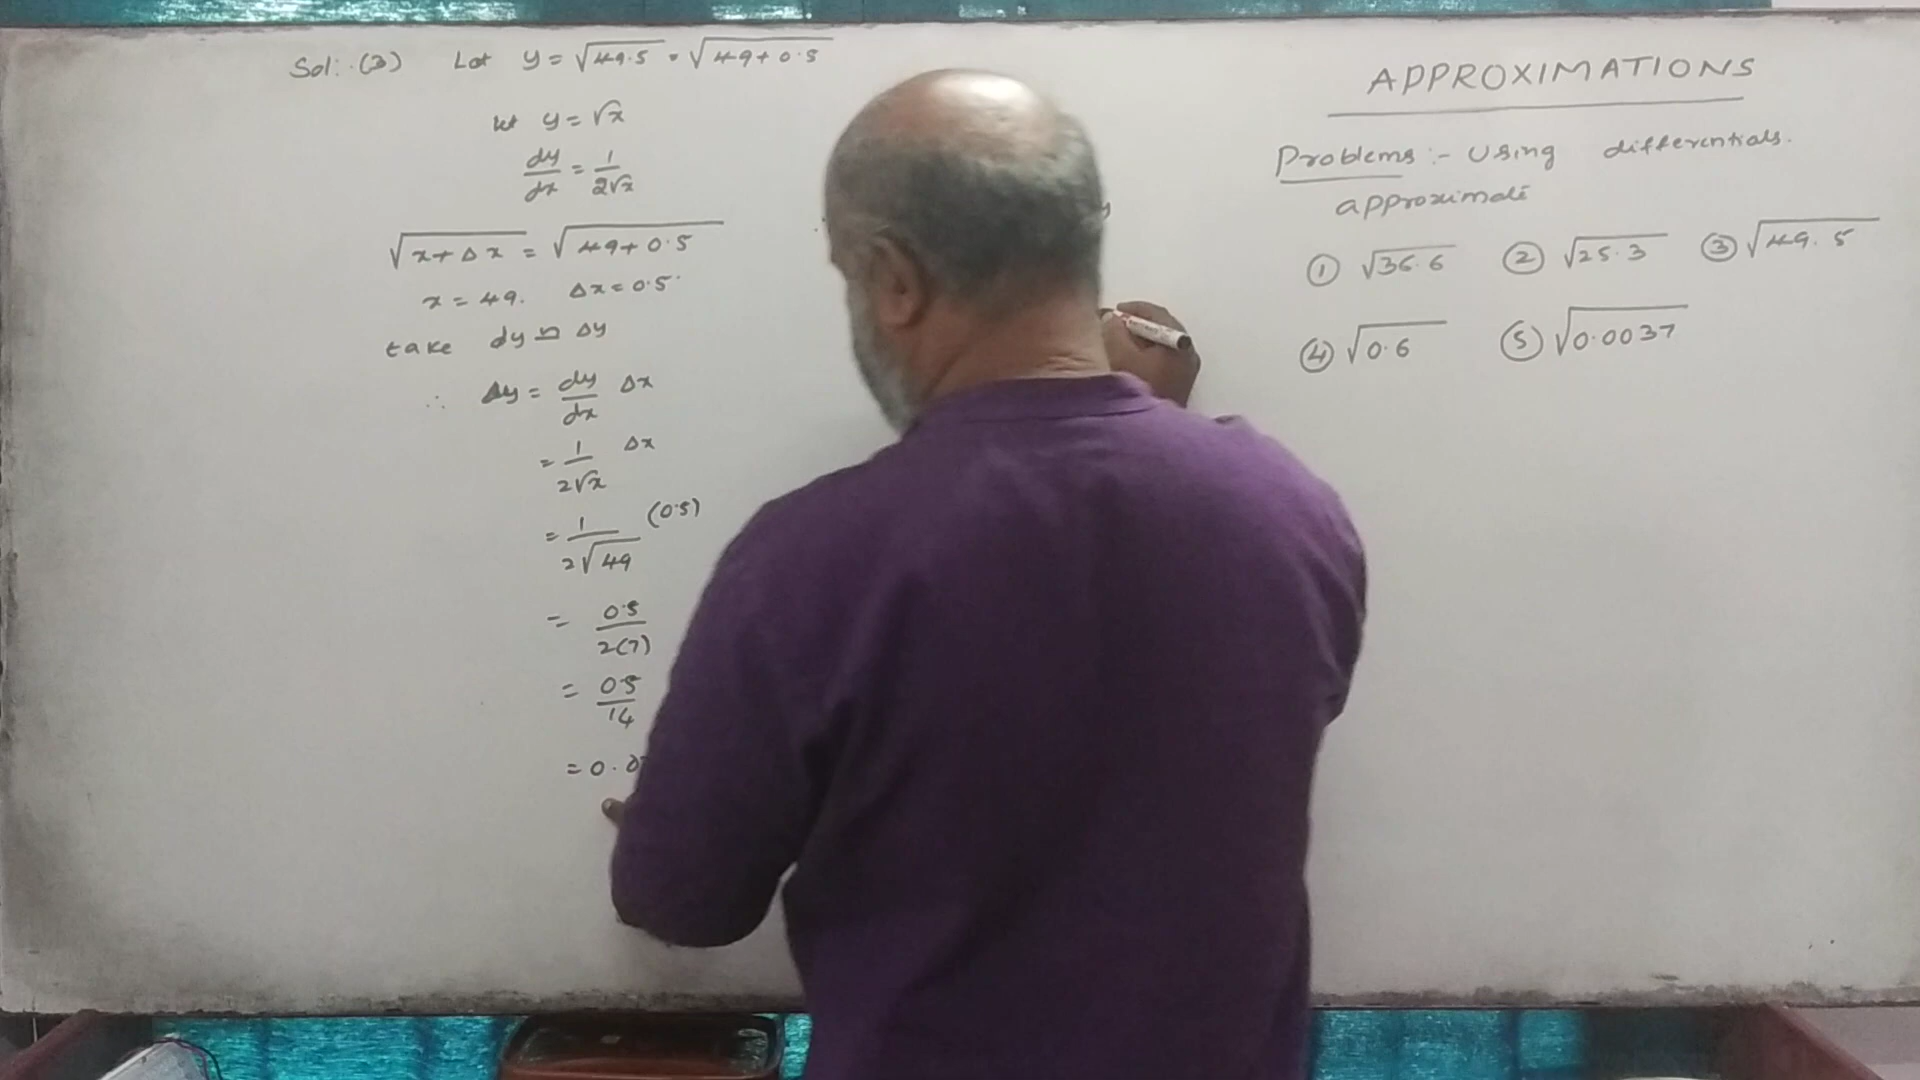 Sol:.(3) Let y = √49.5 = √49+0.5
let y = √x
dy/dx = 1/2√x
√x+Δx = √49+0.5
x = 49. Δx = 0.5
take dy ≃ Δy
∴ Δy = dy/dx Δx
= 1/2√x Δx
= 1/2√49 (0.5)
= 0.5/2(7)
= 0.5/14
= 0.0
APPROXIMATIONS
Problems :- Using differentials.
approximate
① √36.6 ② √25.3 ③ √49.5
④ √0.6 ⑤ √0.0037